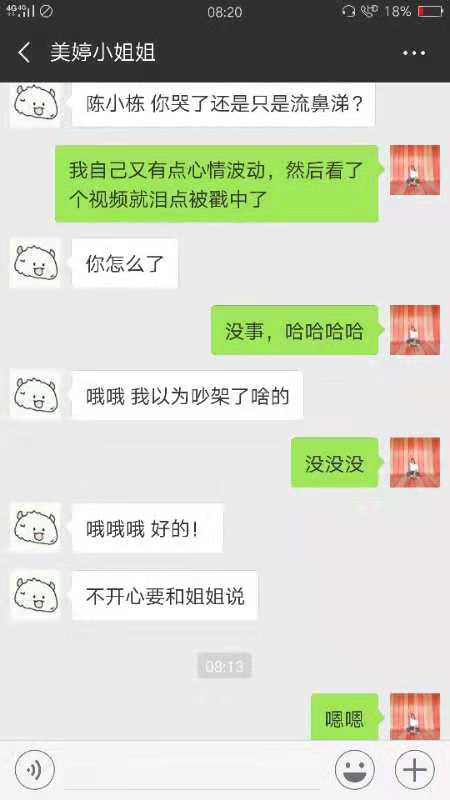 4G 4G 08:20 HD 18%
美婷小姐姐
陈小栋 你哭了还是只是流鼻涕？
我自己又有点心情波动，然后看了
个视频就泪点被戳中了
你怎么了
没事，哈哈哈哈
哦哦 我以为吵架了啥的
没没没
哦哦哦 好的！
不开心要和姐姐说
08:13
嗯嗯